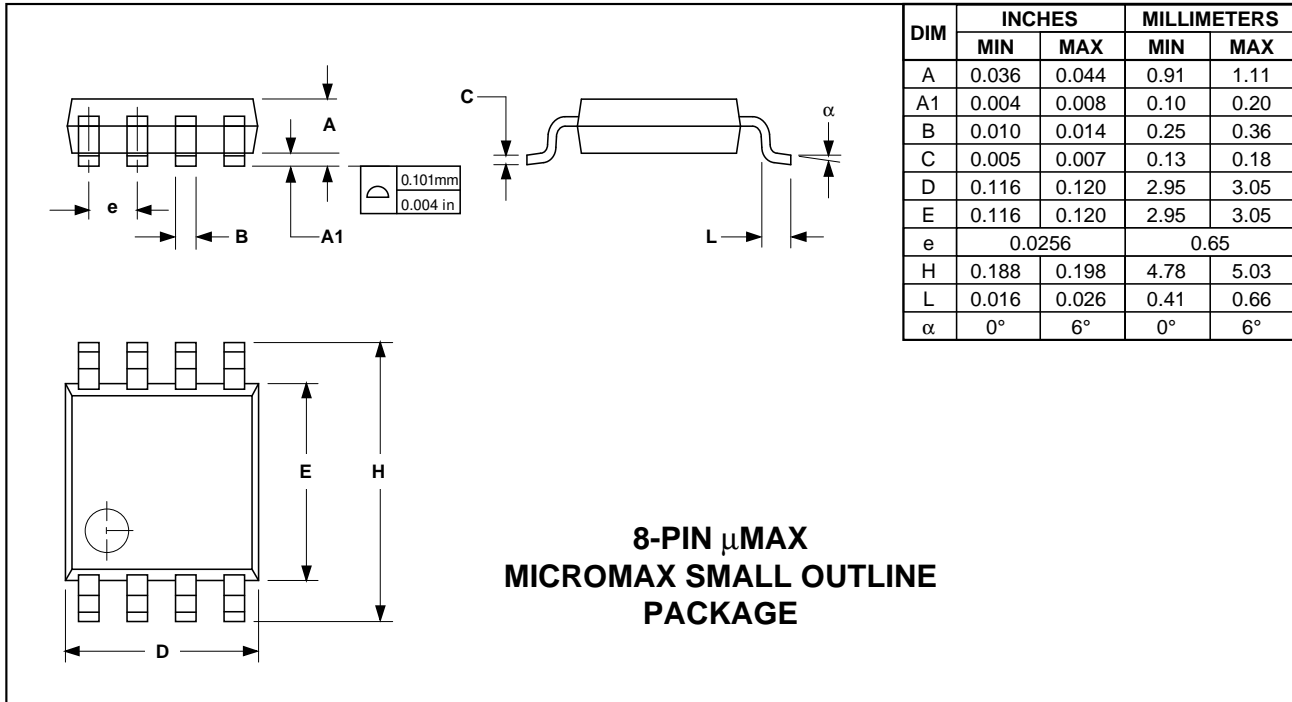 C
A
α
0.101mm
0.004 in
e
B
A1
L
E
H
D
8-PIN µMAX
MICROMAX SMALL OUTLINE
PACKAGE
DIM INCHES MILLIMETERS
MIN MAX MIN MAX
A 0.036 0.044 0.91 1.11
A1 0.004 0.008 0.10 0.20
B 0.010 0.014 0.25 0.36
C 0.005 0.007 0.13 0.18
D 0.116 0.120 2.95 3.05
E 0.116 0.120 2.95 3.05
e 0.0256 0.65
H 0.188 0.198 4.78 5.03
L 0.016 0.026 0.41 0.66
α 0° 6° 0° 6°